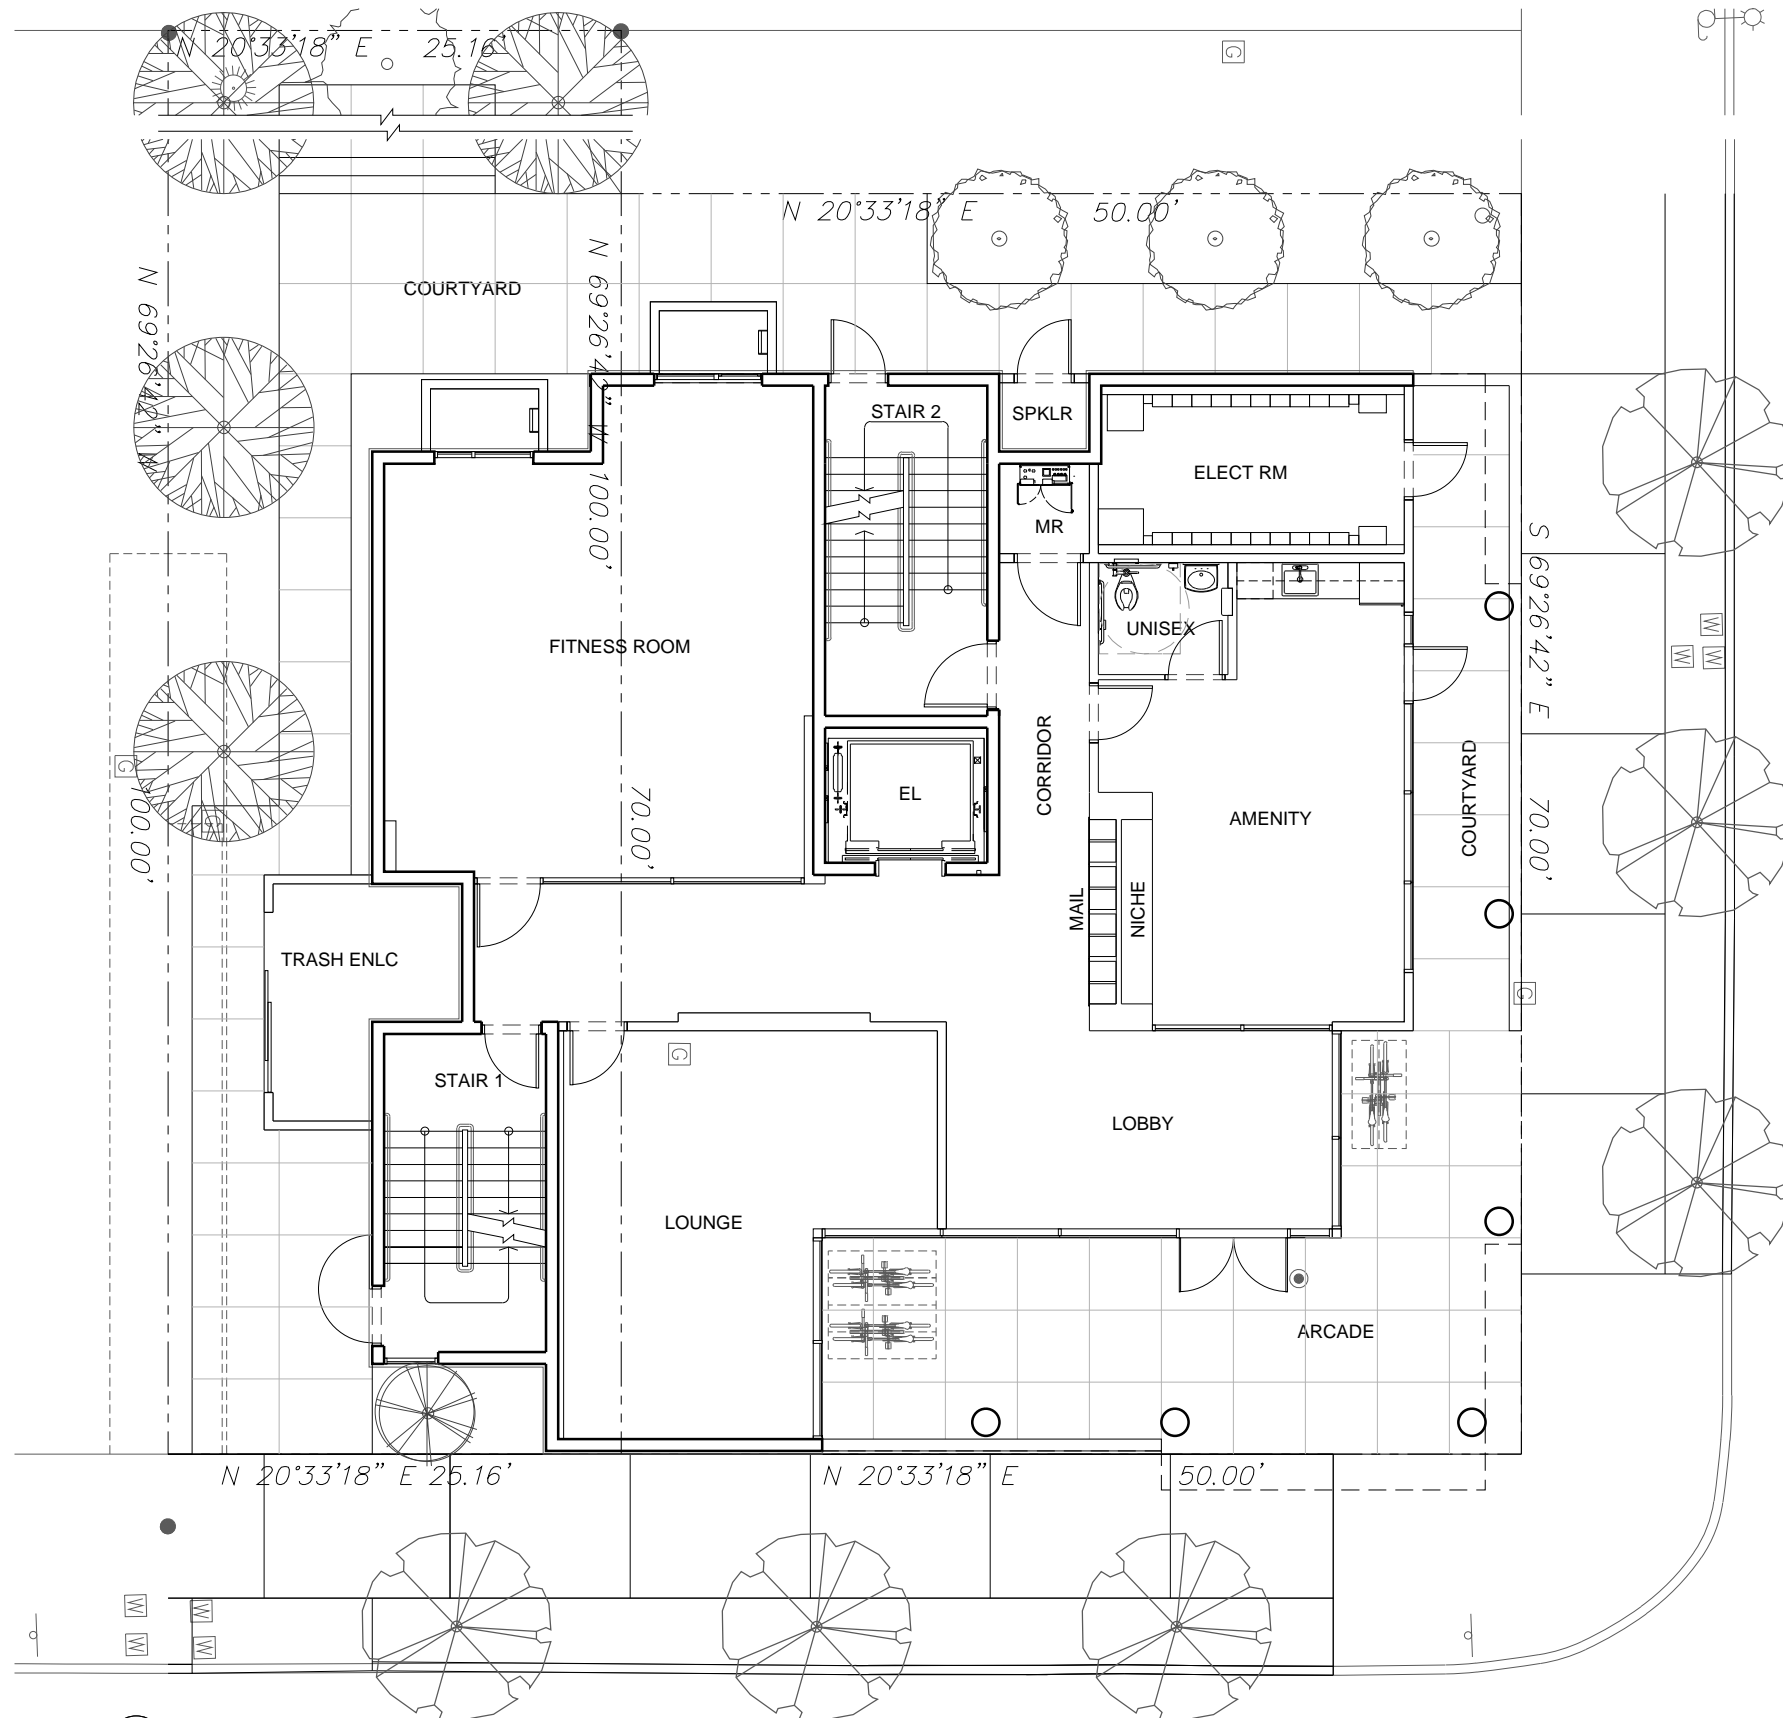 N 20°33'18" E 25.16'
G
N 20°33'18" E 50.00'
COURTYARD
N 69°26'42" W
100.00'
N 69°26'42" W
70.00'
100.00'
STAIR 2
SPKLR
ELECT RM
MR
S 69°26'42" E
70.00'
UNISEX
FITNESS ROOM
W
W W
CORRIDOR
COURTYARD
G
EL
AMENITY
G
MAIL
NICHE
TRASH ENLC
G
G
STAIR 1
LOBBY
LOUNGE
ARCADE
N 20°33'18" E 25.16'
N 20°33'18" E 50.00'
W W
W W